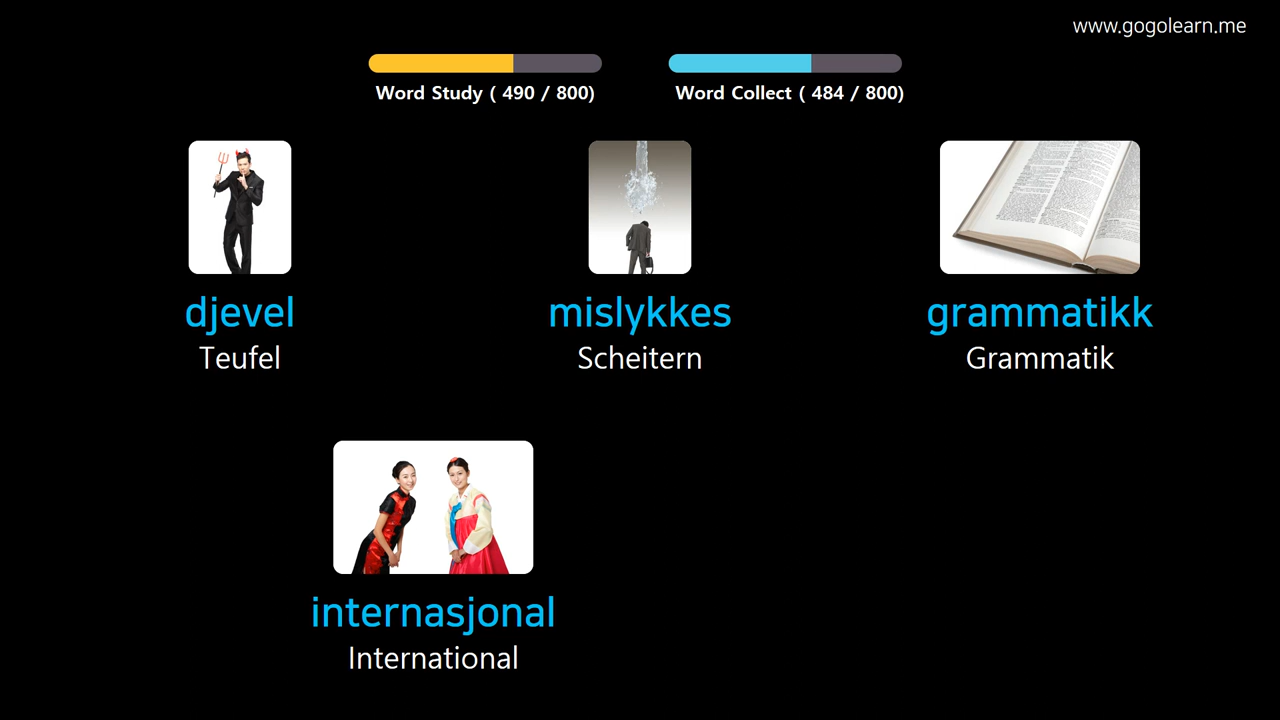 www.gogolearn.me
Word Study ( 490 / 800)
Word Collect ( 484 / 800)
djevel
Teufel
mislykkes
Scheitern
grammatikk
Grammatik
internasjonal
International